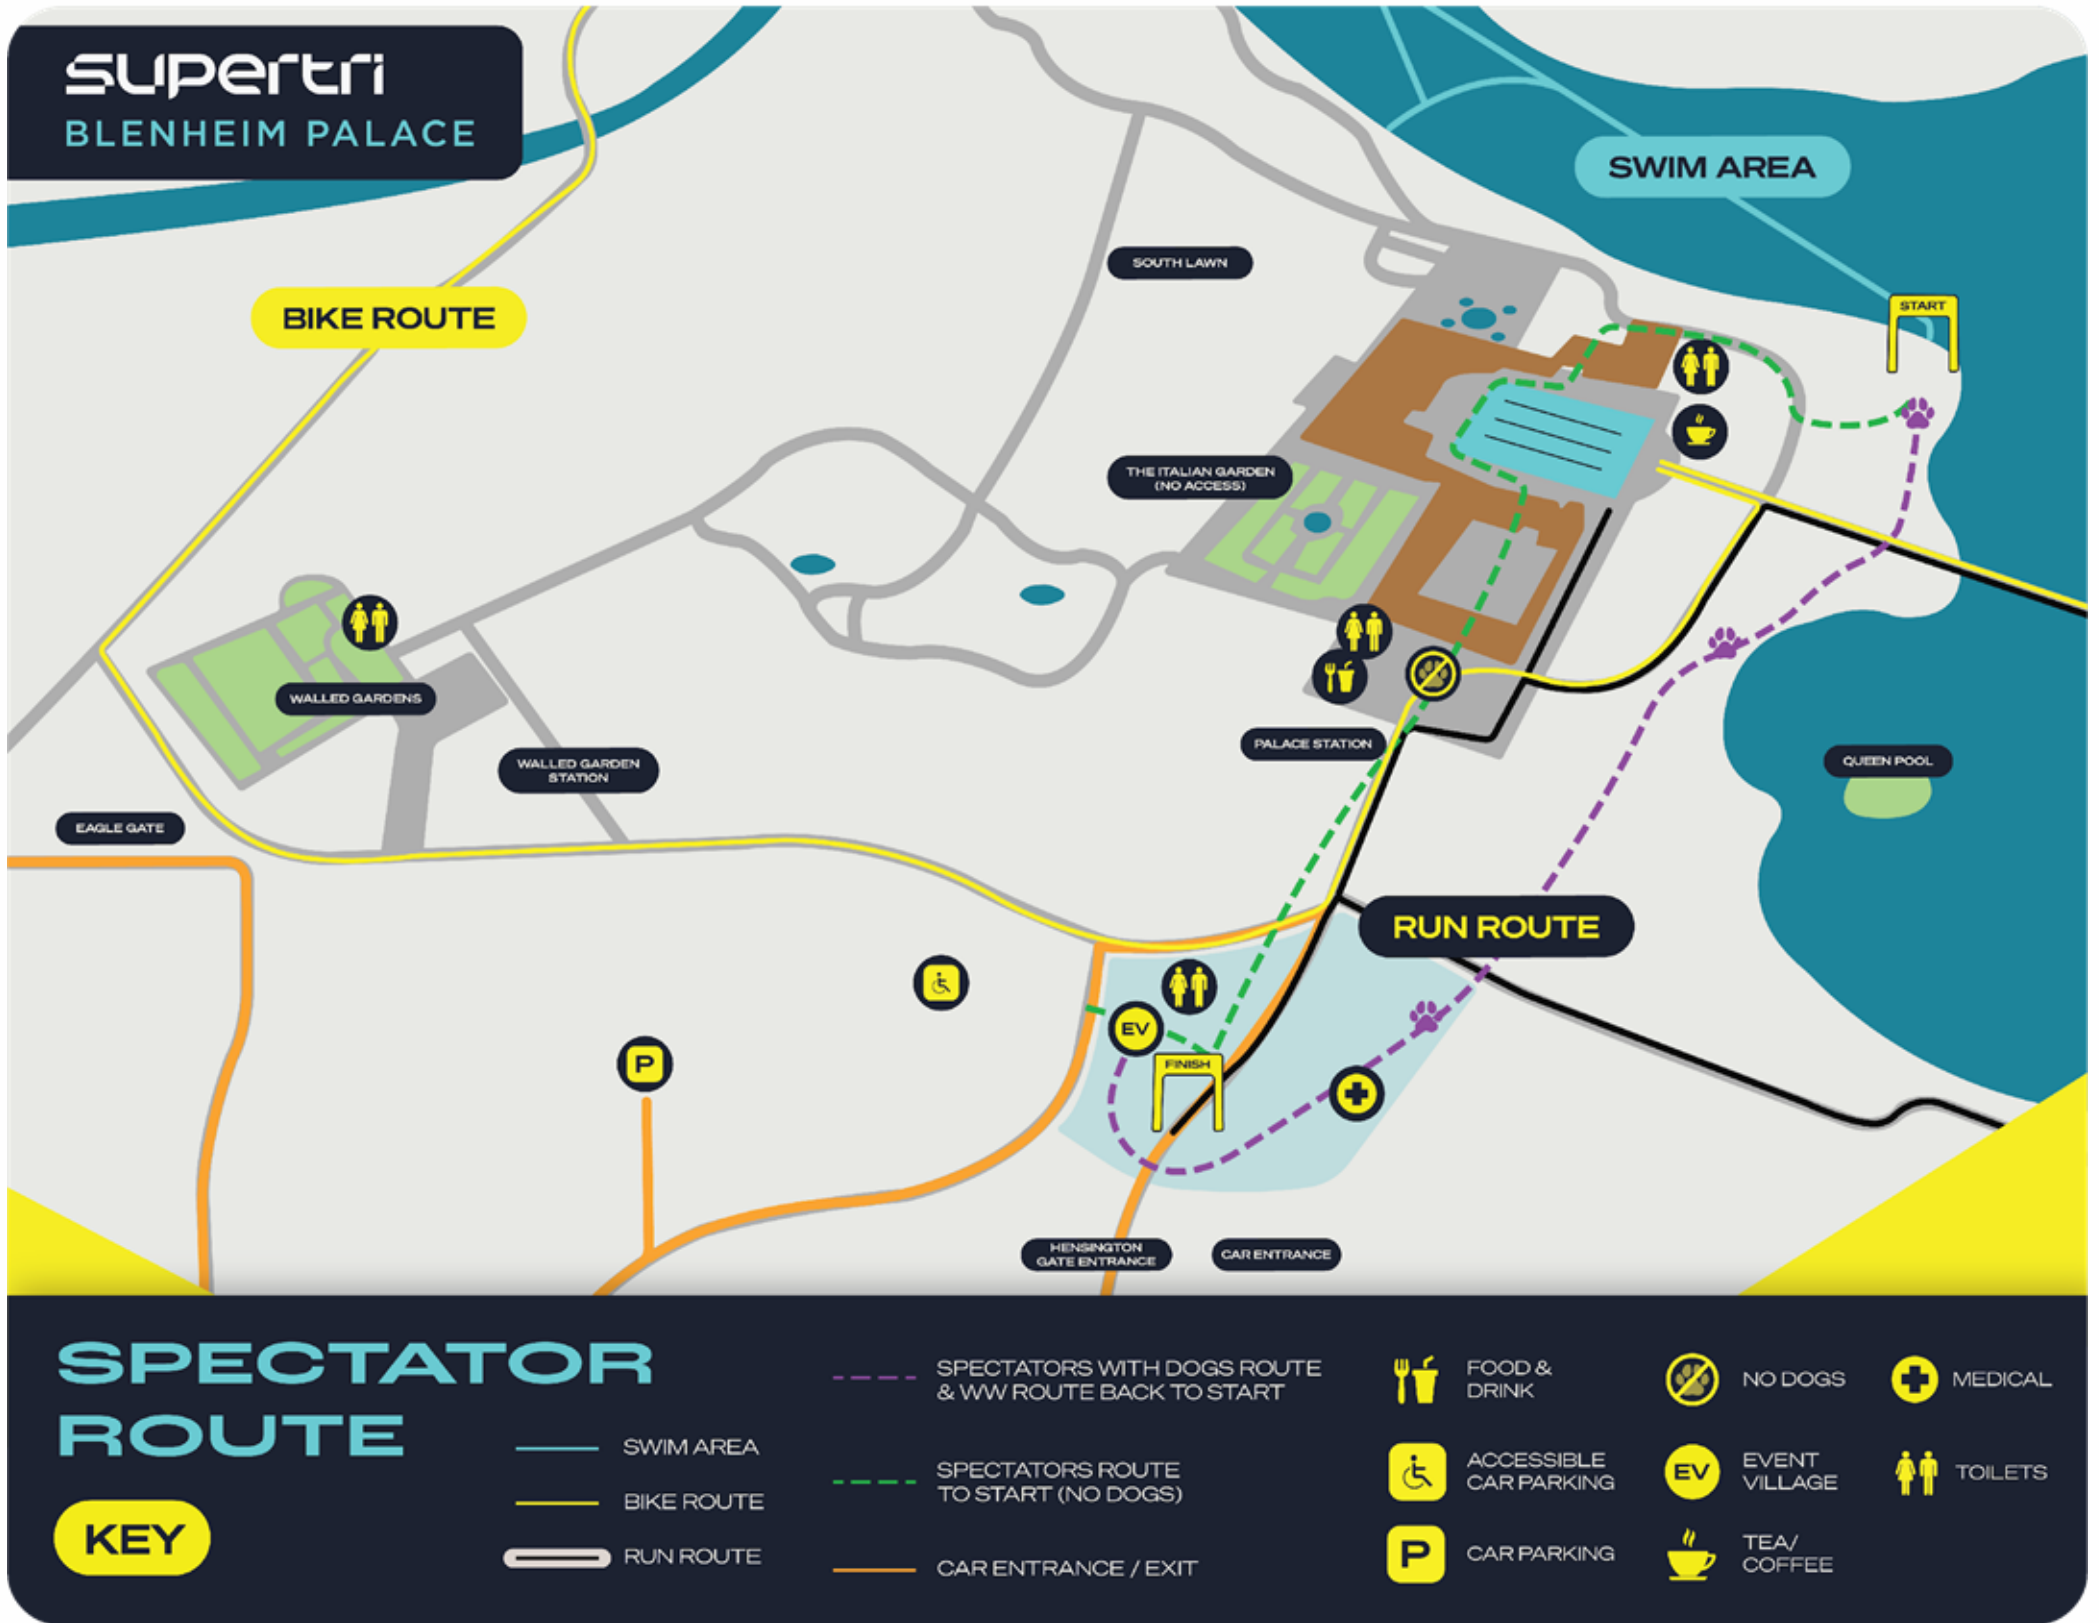 supertri
BLENHEIM PALACE
SWIM AREA
SOUTH LAWN
START
BIKE ROUTE
THE ITALIAN GARDEN
(NO ACCESS)
WALLED GARDENS
PALACE STATION
WALLED GARDEN
STATION
QUEEN POOL
EAGLE GATE
RUN ROUTE
EV
P
FINISH
HENSINGTON
GATE ENTRANCE
CAR ENTRANCE
SPECTATOR
ROUTE
KEY
SWIM AREA
BIKE ROUTE
RUN ROUTE
SPECTATORS WITH DOGS ROUTE
& WW ROUTE BACK TO START
SPECTATORS ROUTE
TO START (NO DOGS)
CAR ENTRANCE / EXIT
FOOD &
DRINK
ACCESSIBLE
CAR PARKING
P
CAR PARKING
NO DOGS
EV
EVENT
VILLAGE
TEA/
COFFEE
MEDICAL
TOILETS